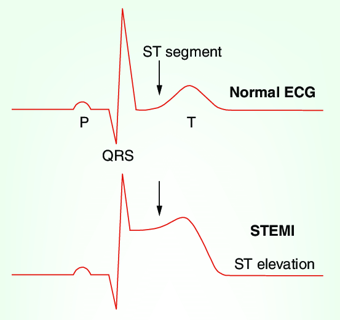 ST segment
Normal ECG
P
T
QRS
STEMI
ST elevation